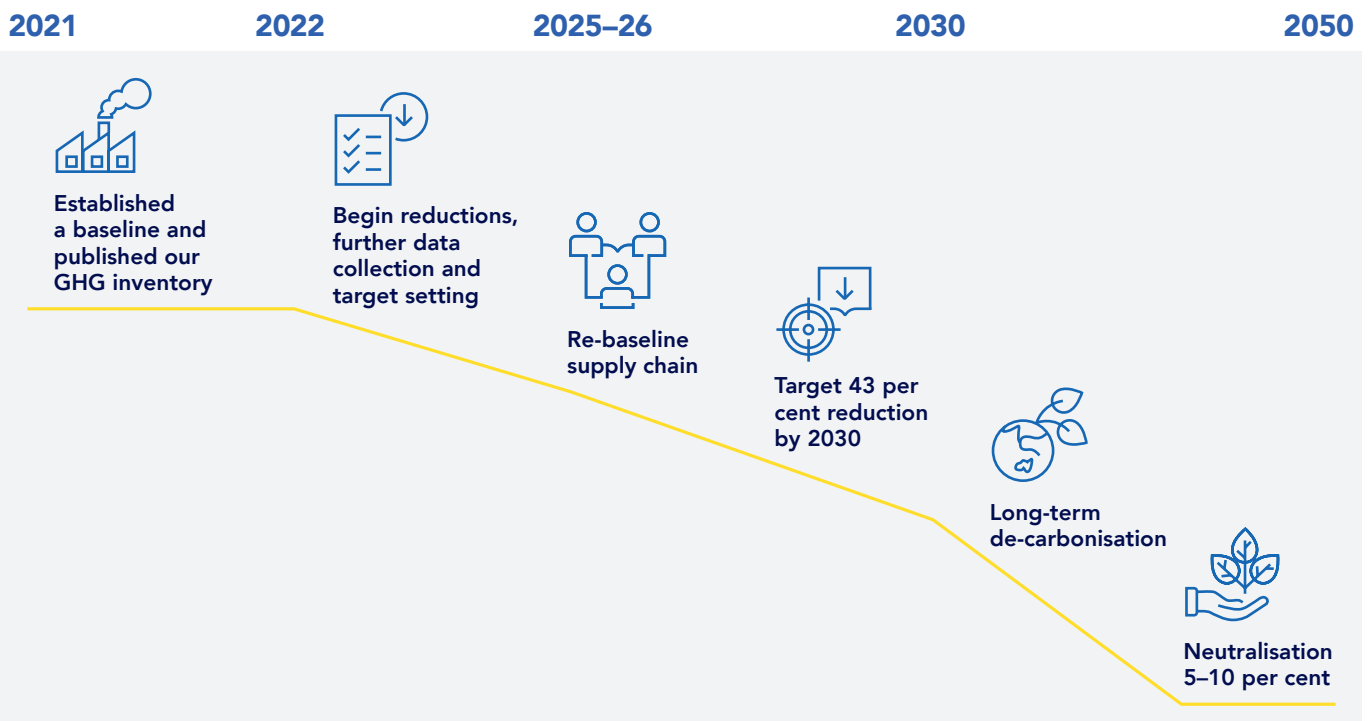 2021
2022
2025–26
2030
2050
Established
a baseline and
published our
GHG inventory
Begin reductions,
further data
collection and
target setting
Re-baseline
supply chain
Target 43 per
cent reduction
by 2030
Long-term
de-carbonisation
Neutralisation
5–10 per cent